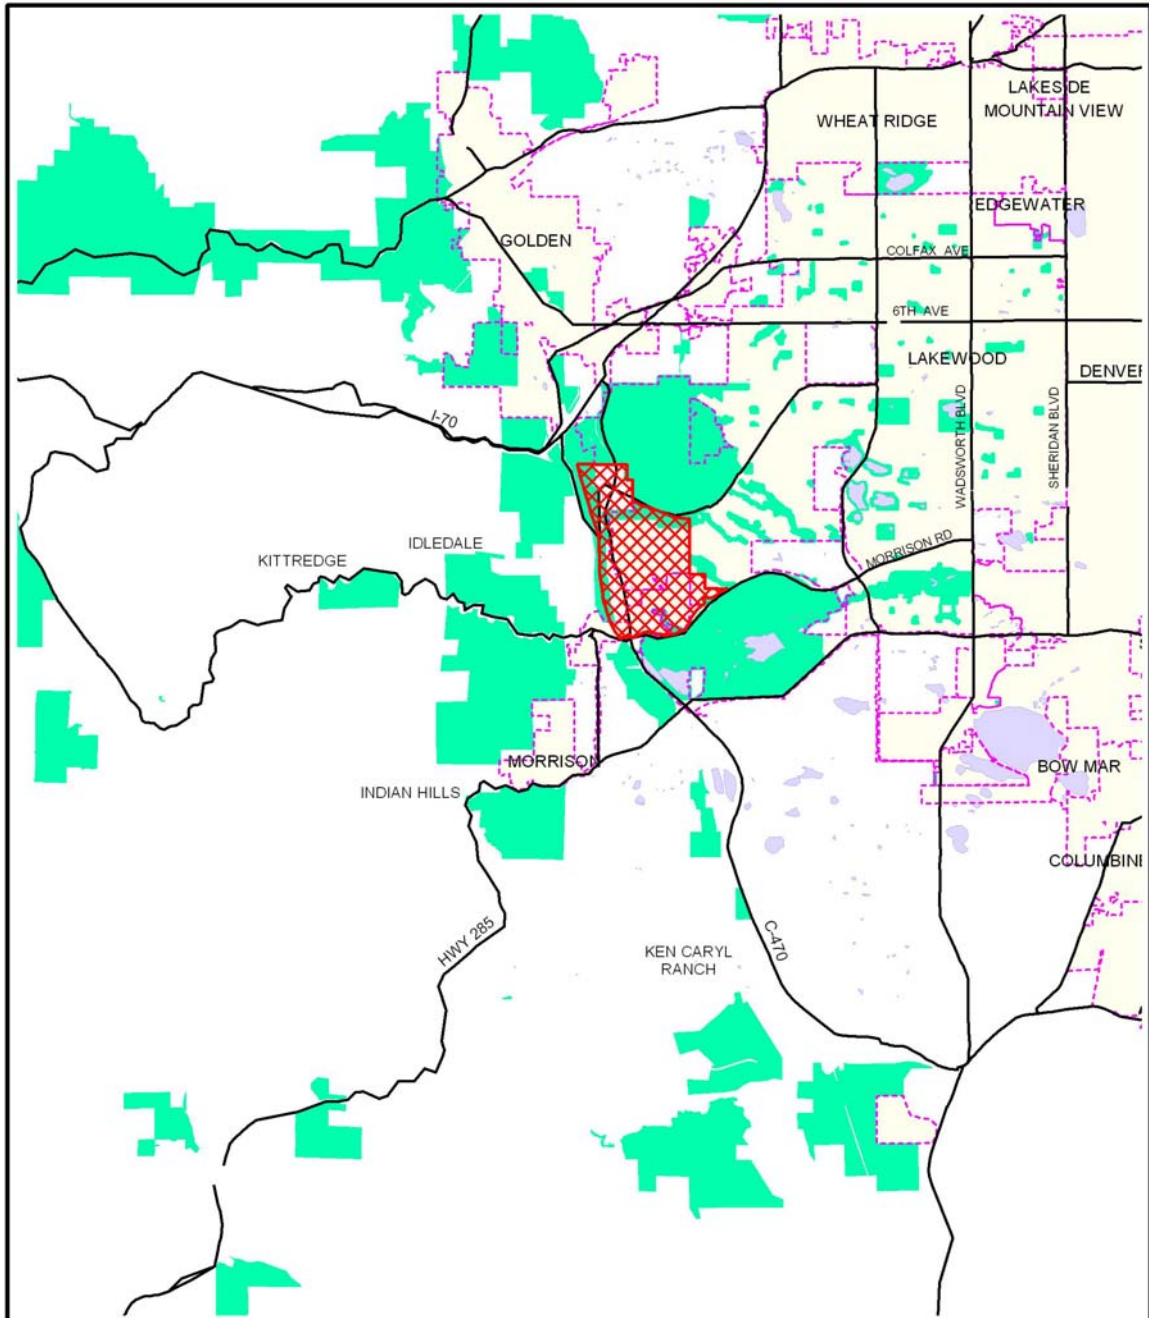 LAKESIDE
MOUNTAIN VIEW
WHEAT RIDGE
EDGEWATER
GOLDEN
COLFAX AVE
6TH AVE
LAKEWOOD
DENVER
I-70
WADSWORTH BLVD
SHERIDAN BLVD
IDLEDALE
KITTREDGE
MORRISON RD
MORRISON
BOW MAR
INDIAN HILLS
COLUMBINE
HWY 285
C-470
KEN CARYL
RANCH